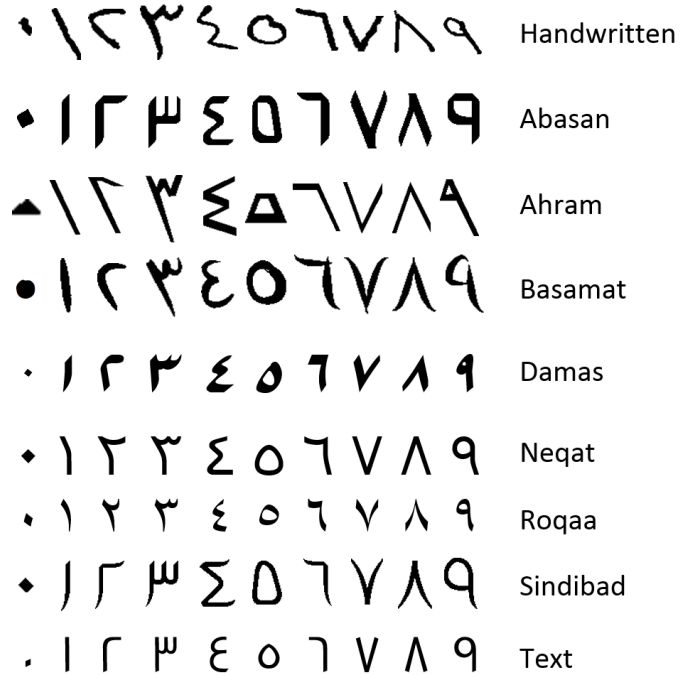 ٠١٢٣٤٥٦٧٨٩ Handwritten
٠١٢٣٤٥٦٧٨٩ Abasan
٠١٢٣٤٥٦٧٨٩ Ahram
٠١٢٣٤٥٦٧٨٩ Basamat
٠١٢٣٤٥٦٧٨٩ Damas
٠١٢٣٤٥٦٧٨٩ Neqat
٠١٢٣٤٥٦٧٨٩ Roqaa
٠١٢٣٤٥٦٧٨٩ Sindibad
٠١٢٣٤٥٦٧٨٩ Text